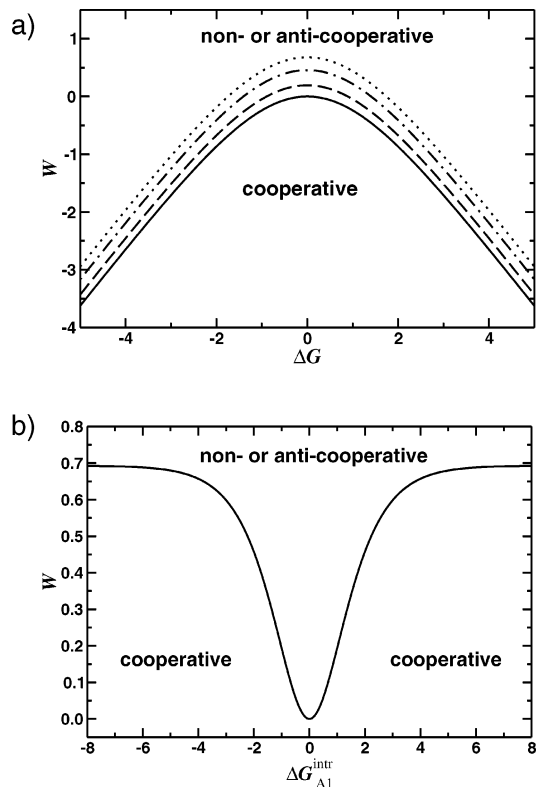 a)
non- or anti-cooperative
1
0
-1
-2
-3
-4
W
cooperative
-4 -2 0 2 4
ΔG
b)
0.8
0.7
0.6
0.5
0.4
0.3
0.2
0.1
0.0
W
non- or anti-cooperative
cooperative cooperative
-8 -6 -4 -2 0 2 4 6 8
ΔG intr A1